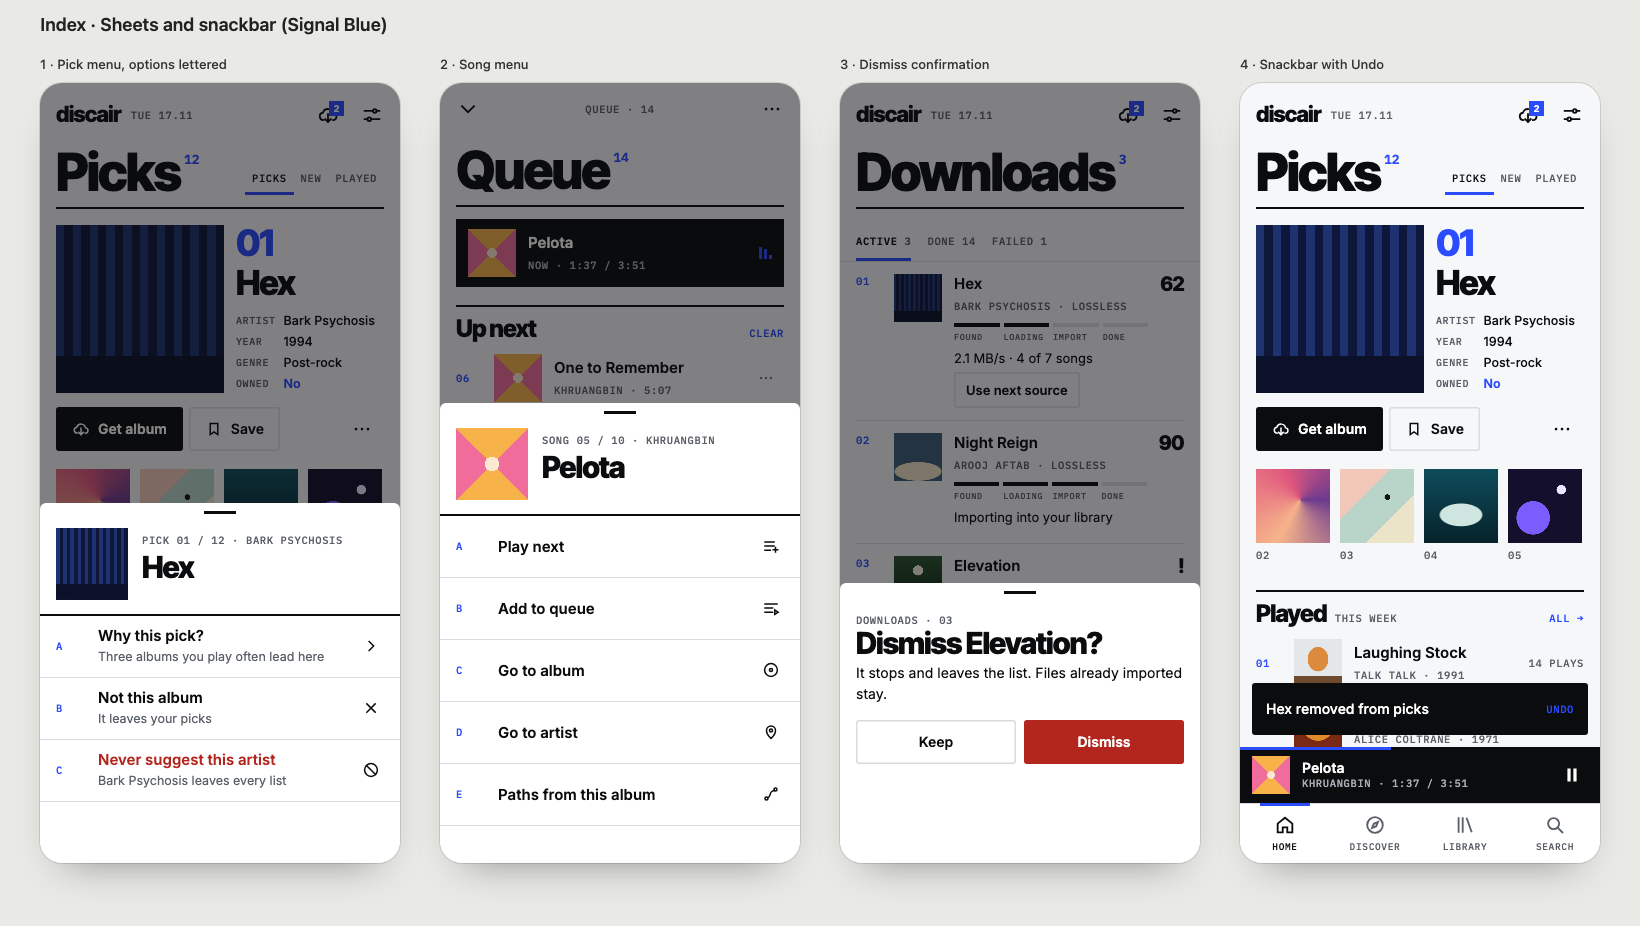 Index · Sheets and snackbar (Signal Blue)
1 · Pick menu, options lettered
discair TUE 17.11
2
Picks 12
PICKS NEW PLAYED
01
Hex
ARTIST Bark Psychosis
YEAR 1994
GENRE Post-rock
OWNED No
Get album
Save
PICK 01 / 12 · BARK PSYCHOSIS
Hex
A Why this pick?
Three albums you play often lead here
B Not this album
It leaves your picks
C Never suggest this artist
Bark Psychosis leaves every list
2 · Song menu
QUEUE · 14
Queue 14
Pelota
NOW · 1:37 / 3:51
Up next CLEAR
06 One to Remember
KHRUANGBIN · 5:07
SONG 05 / 10 · KHRUANGBIN
Pelota
A Play next
B Add to queue
C Go to album
D Go to artist
E Paths from this album
3 · Dismiss confirmation
discair TUE 17.11
2
Downloads 3
ACTIVE 3 DONE 14 FAILED 1
01 Hex 62
BARK PSYCHOSIS · LOSSLESS
FOUND LOADING IMPORT DONE
2.1 MB/s · 4 of 7 songs
Use next source
02 Night Reign 90
AROOJ AFTAB · LOSSLESS
FOUND LOADING IMPORT DONE
Importing into your library
03 Elevation !
DOWNLOADS · 03
Dismiss Elevation?
It stops and leaves the list. Files already imported
stay.
Keep
Dismiss
4 · Snackbar with Undo
discair TUE 17.11
2
Picks 12
PICKS NEW PLAYED
01
Hex
ARTIST Bark Psychosis
YEAR 1994
GENRE Post-rock
OWNED No
Get album
Save
02 03 04 05
Played THIS WEEK ALL →
01 Laughing Stock 14 PLAYS
TALK TALK · 1991
Hex removed from picks UNDO
ALICE COLTRANE · 1971
Pelota
KHRUANGBIN · 1:37 / 3:51
HOME DISCOVER LIBRARY SEARCH